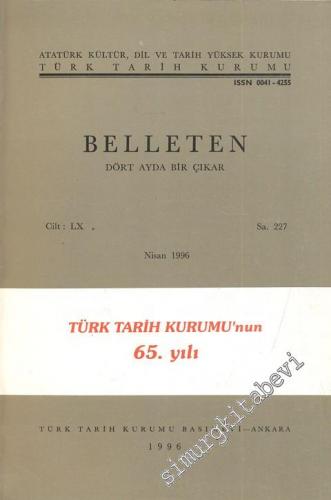 ATATÜRK KÜLTÜR, DİL VE TARİH YÜKSEK KURUMU
TÜRK TARİH KURUMU
ISSN 0041-4255
BELLETEN
DÖRT AYDA BİR ÇIKAR
Cilt : LX Sa. 227
Nisan 1996
TÜRK TARİH KURUMU'nun
65. yılı
TÜRK TARİH KURUMU BASIMEVİ—ANKARA
1996
simurgkitabevi.com